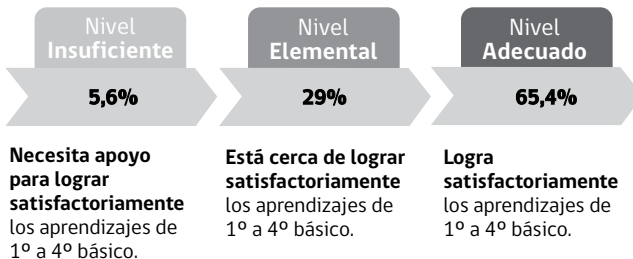 Nivel
Insuficiente
5,6%
Necesita apoyo
para lograr
satisfactoriamente
los aprendizajes de
1º a 4º básico.
Nivel
Elemental
29%
Está cerca de lograr
satisfactoriamente
los aprendizajes de
1º a 4º básico.
Nivel
Adecuado
65,4%
Logra
satisfactoriamente
los aprendizajes de
1º a 4º básico.